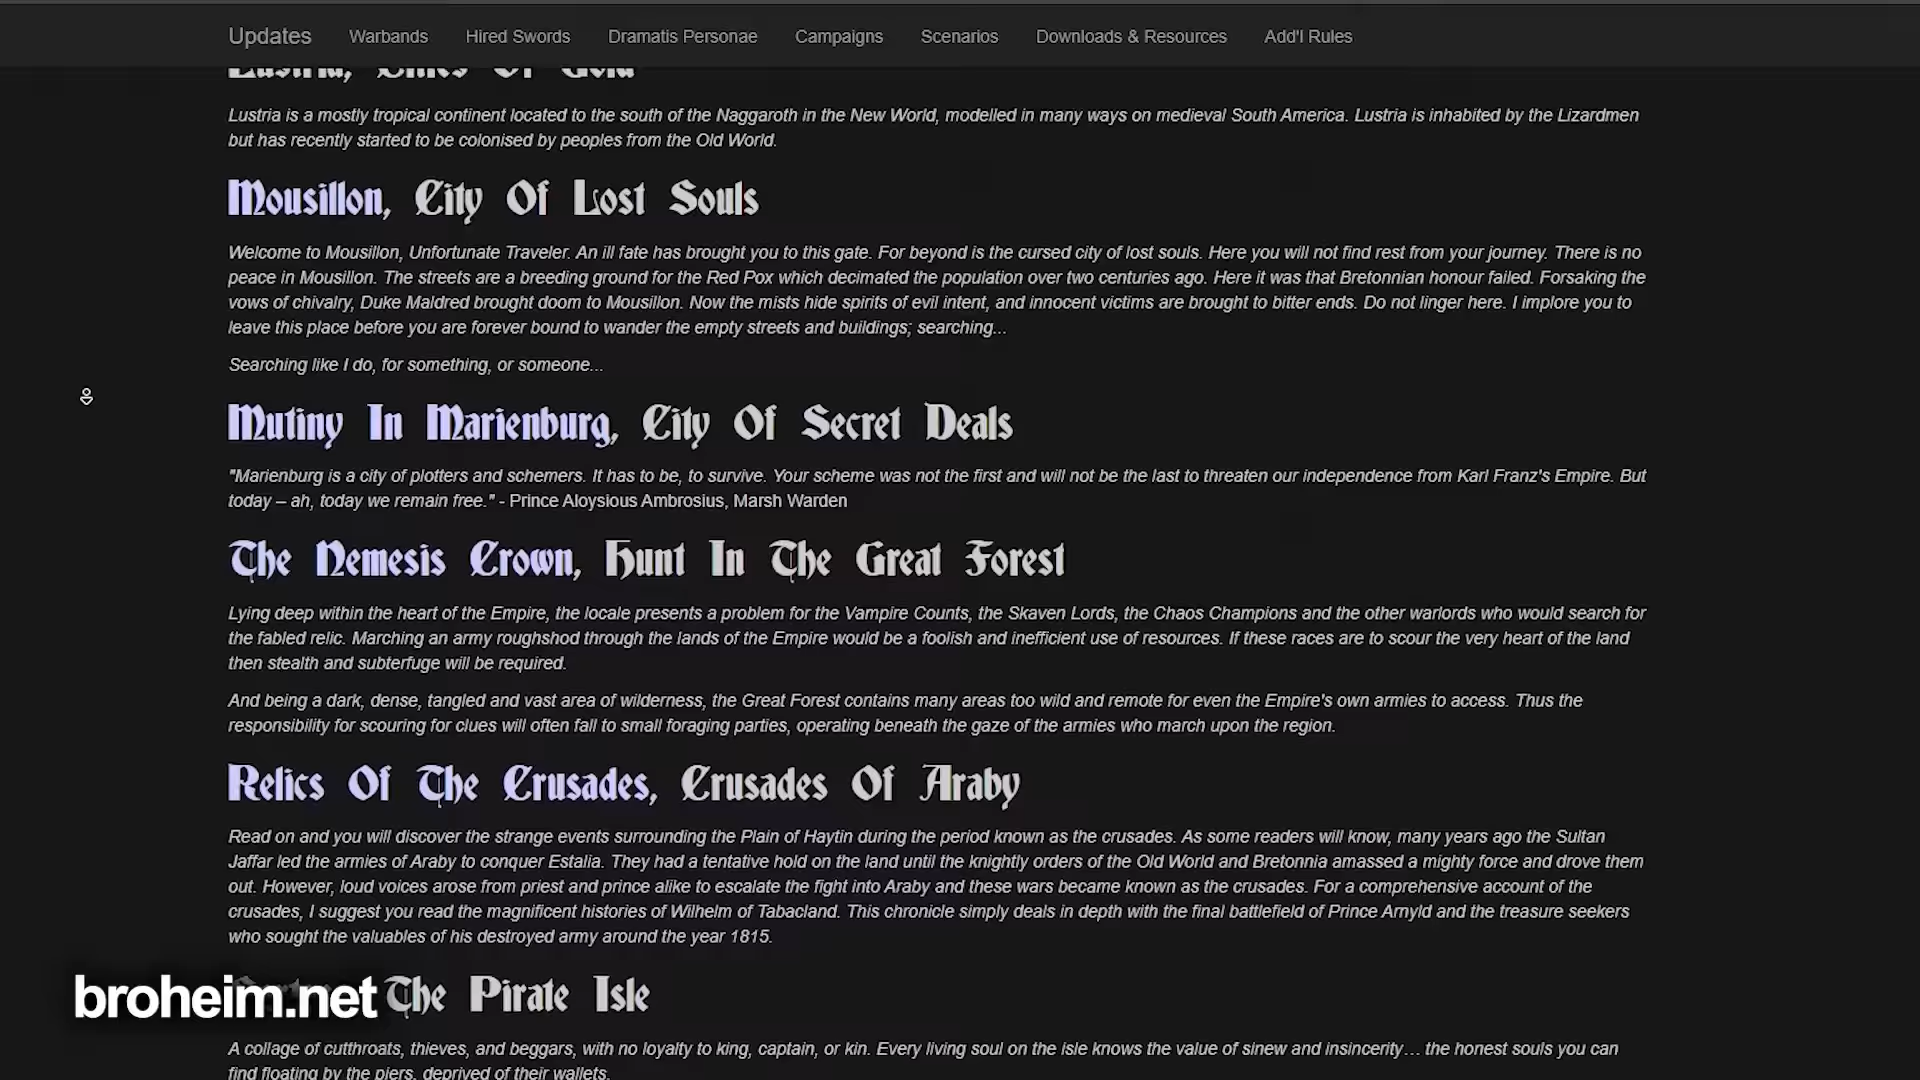 Updates Warbands Hired Swords Dramatis Personae Campaigns Scenarios Downloads & Resources Add'l Rules
Lustria, Cities Of Gold
Lustria is a mostly tropical continent located to the south of the Naggaroth in the New World, modelled in many ways on medieval South America. Lustria is inhabited by the Lizardmen
but has recently started to be colonised by peoples from the Old World.
Mousillon, City Of Lost Souls
Welcome to Mousillon, Unfortunate Traveler. An ill fate has brought you to this gate. For beyond is the cursed city of lost souls. Here you will not find rest from your journey. There is no
peace in Mousillon. The streets are a breeding ground for the Red Pox which decimated the population over two centuries ago. Here it was that Bretonnian honour failed. Forsaking the
vows of chivalry, Duke Maldred brought doom to Mousillon. Now the mists hide spirits of evil intent, and innocent victims are brought to bitter ends. Do not linger here. I implore you to
leave this place before you are forever bound to wander the empty streets and buildings; searching...
Searching like I do, for something, or someone...
Mutiny In Marienburg, City Of Secret Deals
"Marienburg is a city of plotters and schemers. It has to be, to survive. Your scheme was not the first and will not be the last to threaten our independence from Karl Franz's Empire. But
today – ah, today we remain free." - Prince Aloysious Ambrosius, Marsh Warden
The Nemesis Crown, Hunt In The Great Forest
Lying deep within the heart of the Empire, the locale presents a problem for the Vampire Counts, the Skaven Lords, the Chaos Champions and the other warlords who would search for
the fabled relic. Marching an army roughshod through the lands of the Empire would be a foolish and inefficient use of resources. If these races are to scour the very heart of the land
then stealth and subterfuge will be required.
And being a dark, dense, tangled and vast area of wilderness, the Great Forest contains many areas too wild and remote for even the Empire's own armies to access. Thus the
responsibility for scouring for clues will often fall to small foraging parties, operating beneath the gaze of the armies who march upon the region.
Relics Of The Crusades, Crusades Of Araby
Read on and you will discover the strange events surrounding the Plain of Haytin during the period known as the crusades. As some readers will know, many years ago the Sultan
Jaffar led the armies of Araby to conquer Estalia. They had a tentative hold on the land until the knightly orders of the Old World and Bretonnia amassed a mighty force and drove them
out. However, loud voices arose from priest and prince alike to escalate the fight into Araby and these wars became known as the crusades. For a comprehensive account of the
crusades, I suggest you read the magnificent histories of Wilhelm of Tabacland. This chronicle simply deals in depth with the final battlefield of Prince Arnyld and the treasure seekers
who sought the valuables of his destroyed army around the year 1815.
The Pirate Isle
broheim.net
A collage of cutthroats, thieves, and beggars, with no loyalty to king, captain, or kin. Every living soul on the isle knows the value of sinew and insincerity… the honest souls you can
find floating by the piers, deprived of their wallets.